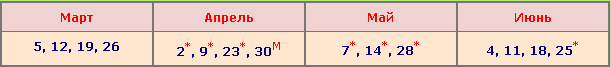 Март Апрель Май Июнь
5, 12, 19, 26 2*, 9*, 23*, 30М 7*, 14*, 28* 4, 11, 18, 25*